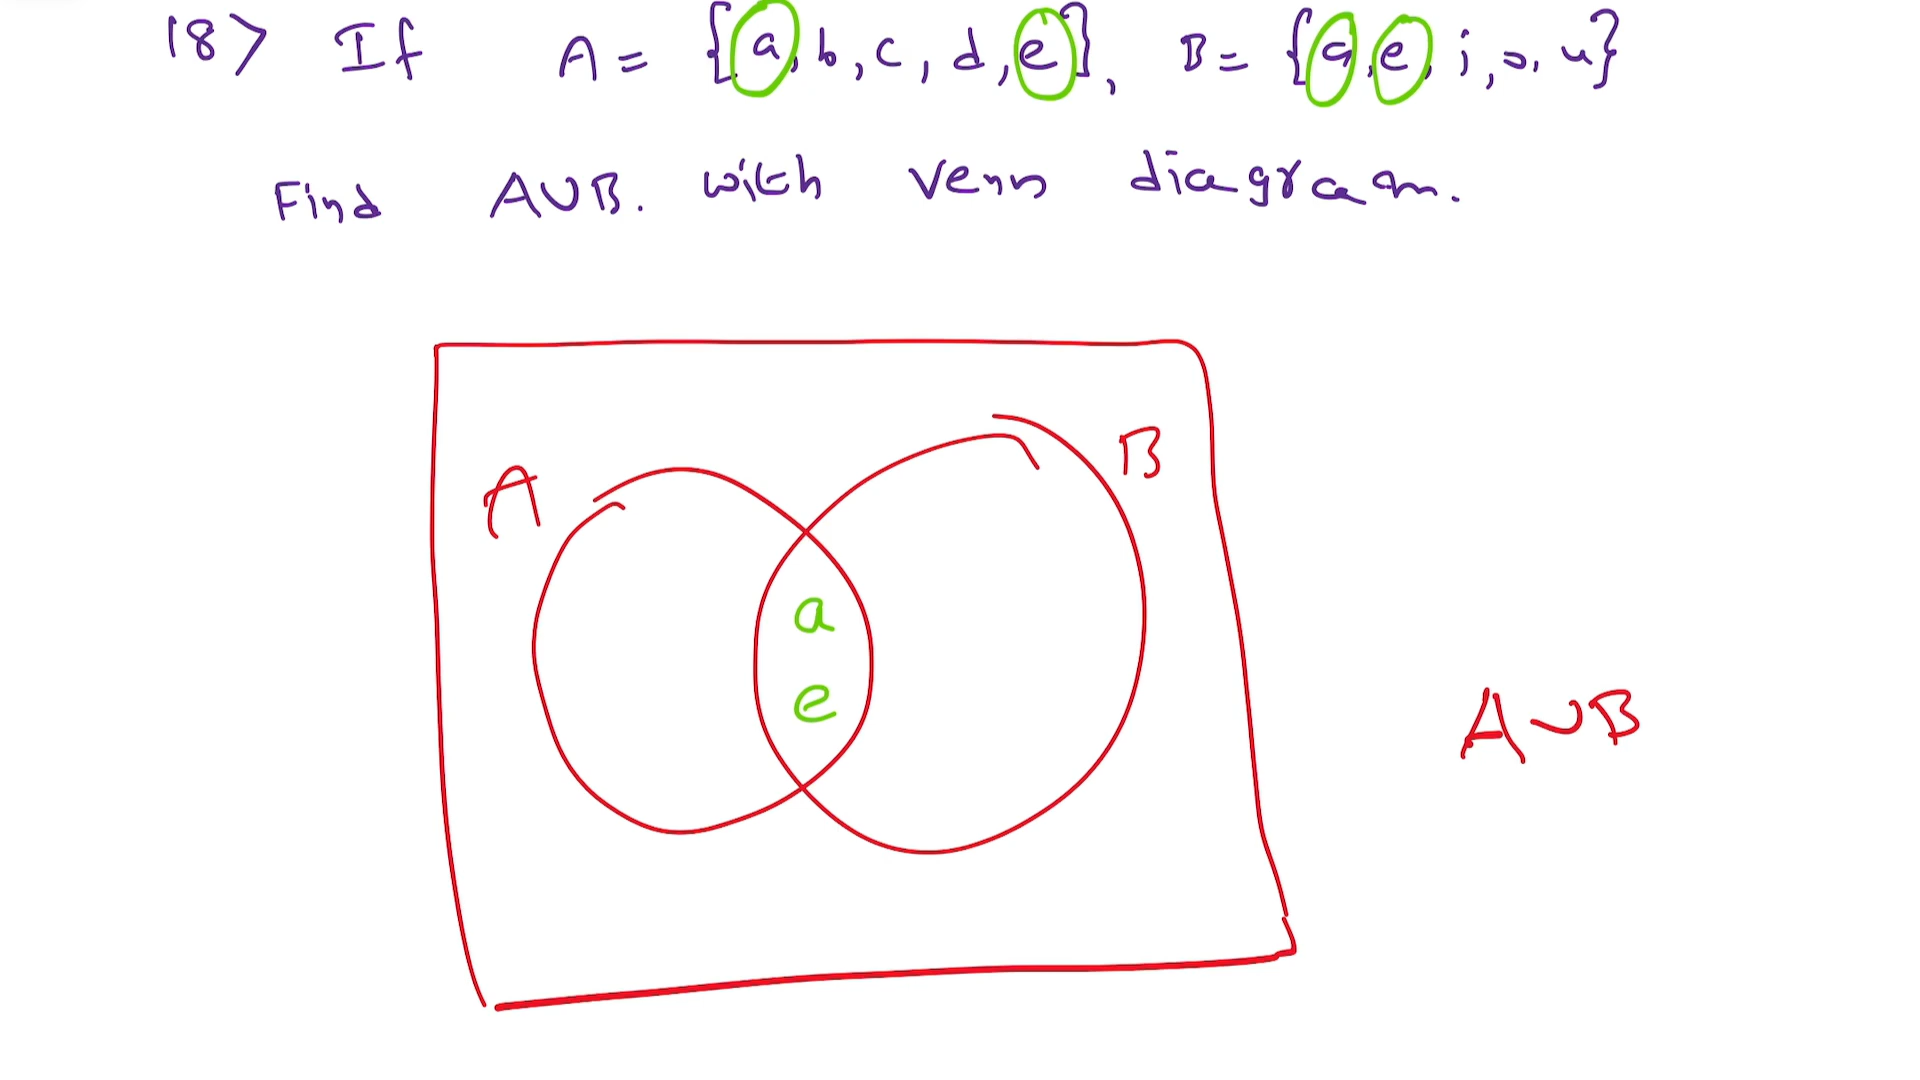 18> If A = {a, b, c, d, e}, B = {a, e, i, o, u}
Find A∪B. with venn diagram.
A
B
a
e
A∪B